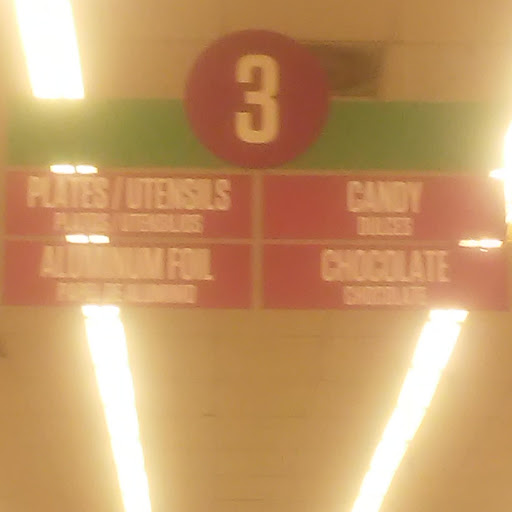 3
PLATES / UTENSILS
CANDY
DULCES
ALUMINUM FOIL
CHOCOLATE
CHOCOLATE